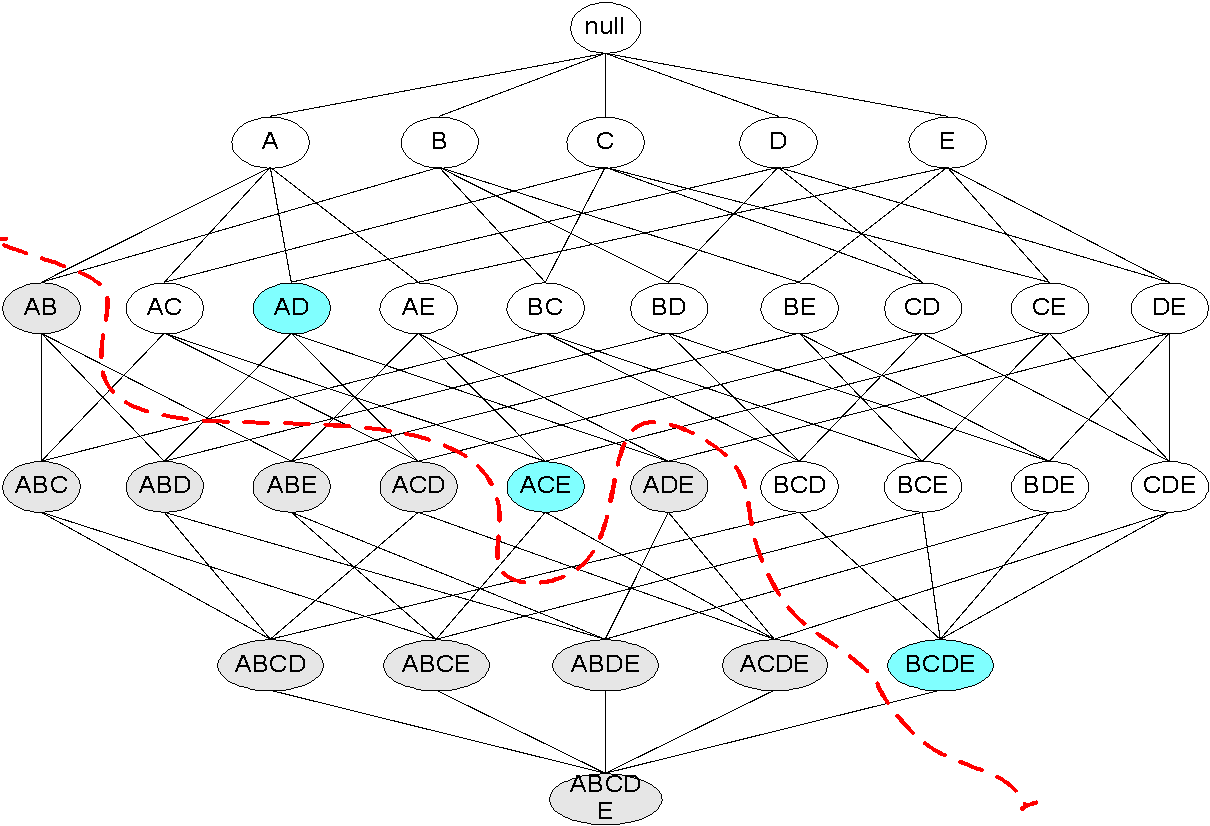 null
A B C D E
AB AC AD AE BC BD BE CD CE DE
ABC ABD ABE ACD ACE ADE BCD BCE BDE CDE
ABCD ABCE ABDE ACDE BCDE
ABCD
E